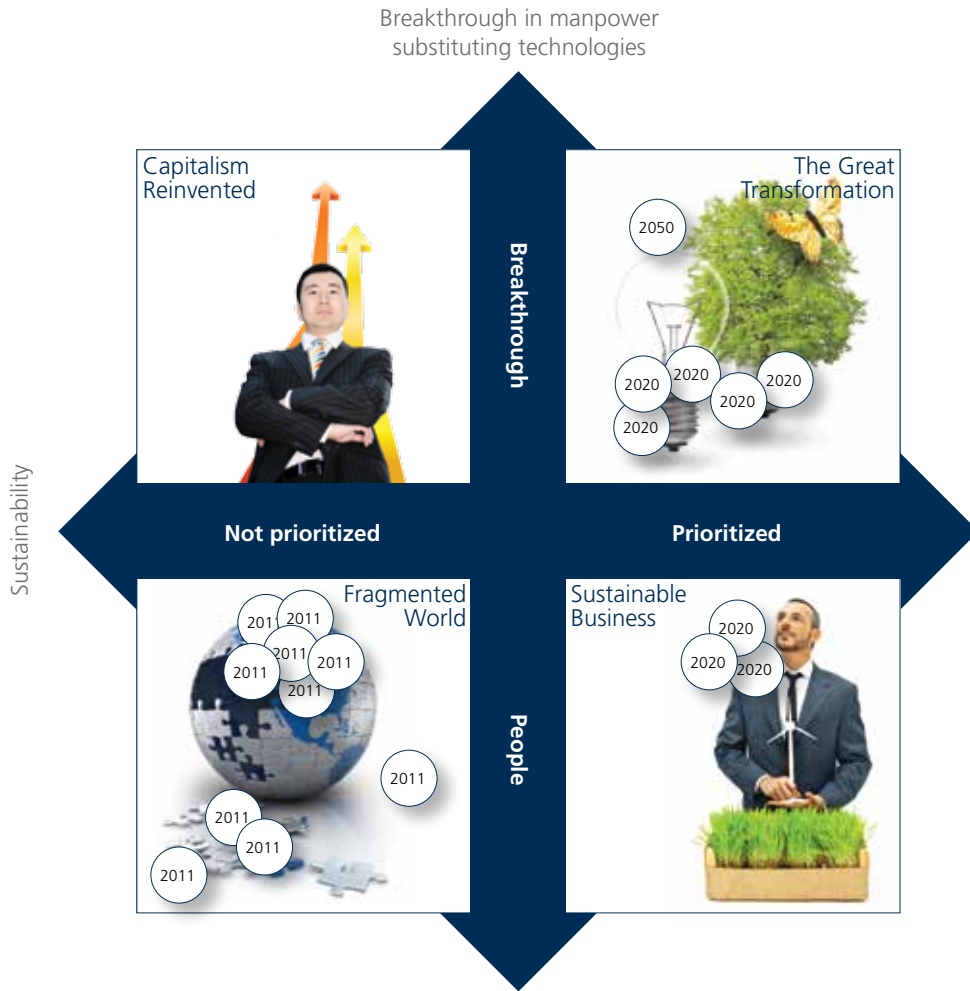 Breakthrough in manpower
substituting technologies
Capitalism
Reinvented
The Great
Transformation
2050
Breakthrough
2020
2020
2020
2020
2020
Sustainability
Not prioritized
Prioritized
Fragmented
World
2011
2011
2011
2011
2011
2011
2011
2011
2011
2011
People
Sustainable
Business
2020
2020
2020